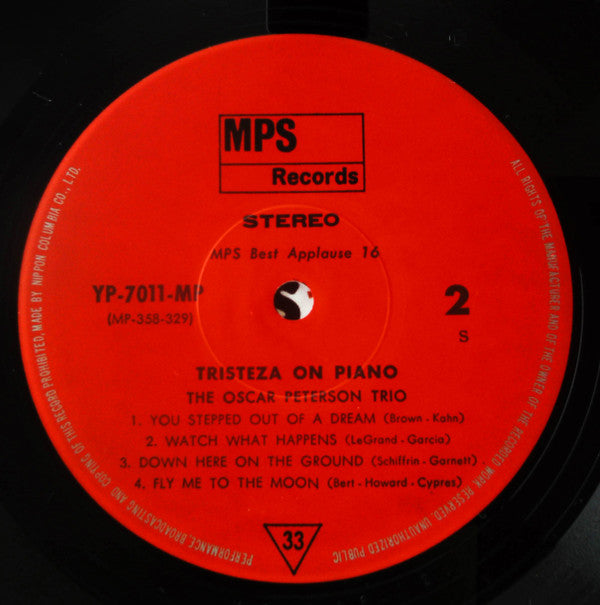 MPS
Records
STEREO
MPS Best Applause 16
YP-7011-MP
(MP-358-329)
2
S
TRISTEZA ON PIANO
THE OSCAR PETERSON TRIO
1. YOU STEPPED OUT OF A DREAM (Brown - Kahn)
2. WATCH WHAT HAPPENS (LeGrand - Garcia)
3. DOWN HERE ON THE GROUND (Schiffrin - Garnett)
4. FLY ME TO THE MOON (Bert - Howard - Cypres)
33
ALL RIGHTS OF THE MANUFACTURER AND OF THE OWNER OF THE RECORDED WORK RESERVED. UNAUTHORIZED PUBLIC
PERFORMANCE, BROADCASTING AND COPYING OF THIS RECORD PROHIBITED, MADE BY NIPPON COLUMBIA CO., LTD.